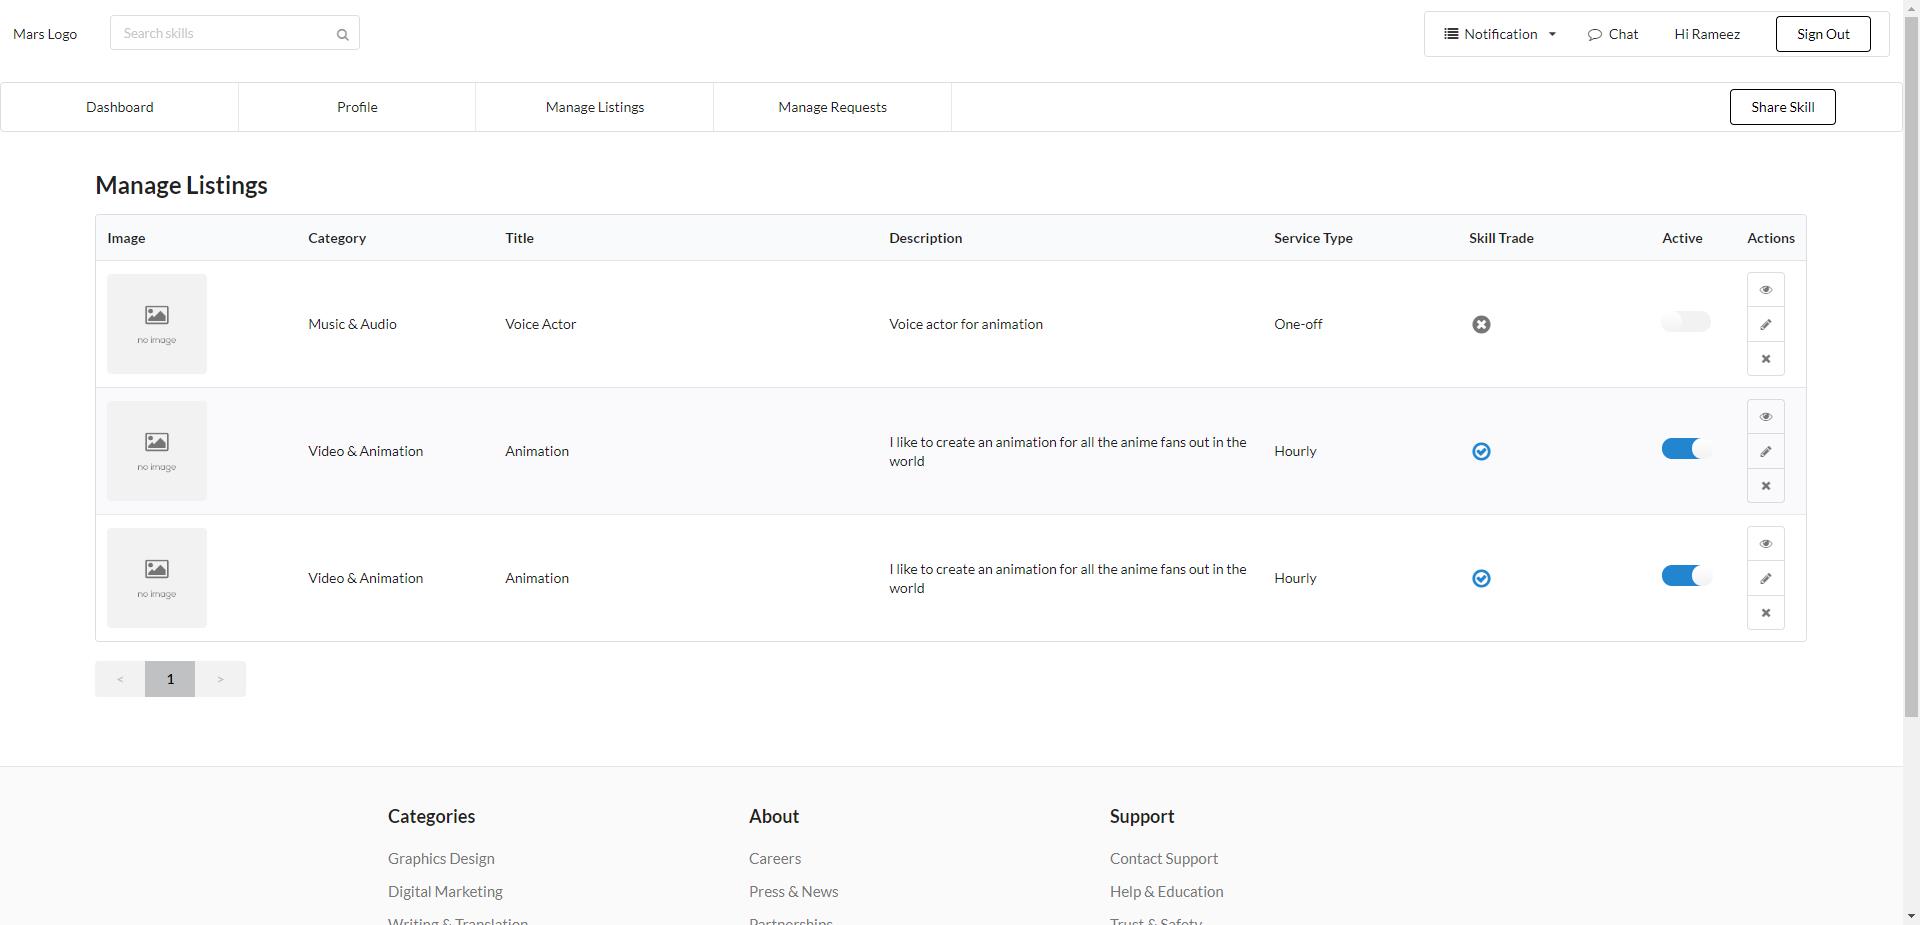 Mars Logo
Search skills
Notification
Chat
Hi Rameez
Sign Out
Dashboard
Profile
Manage Listings
Manage Requests
Share Skill
Manage Listings
Image Category Title Description Service Type Skill Trade Active Actions
no image
Music & Audio
Voice Actor
Voice actor for animation
One-off
no image
Video & Animation
Animation
I like to create an animation for all the anime fans out in the
world
Hourly
no image
Video & Animation
Animation
I like to create an animation for all the anime fans out in the
world
Hourly
< 1 >
Categories
Graphics Design
Digital Marketing
Writing & Translation
About
Careers
Press & News
Partnerships
Support
Contact Support
Help & Education
Trust & Safety